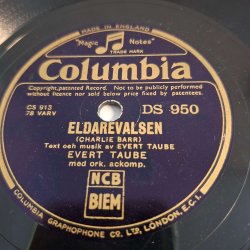 MADE IN ENGLAND
"Magic Notes"
TRADE MARK
Columbia
Copyright, patented Record. Not to be publicly performed
without licence nor sold below price fixed by patentees.
CS 913
78 VARV
DS 950
ELDAREVALSEN
(CHARLIE BARR)
Text och musik av EVERT TAUBE
EVERT TAUBE
med ork. ackomp.
NCB
BIEM
COLUMBIA GRAPHOPHONE CO. LTD, LONDON, E.C.1.